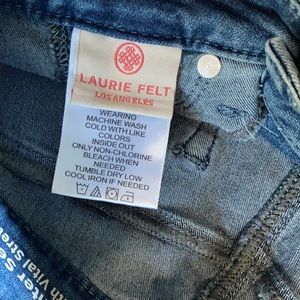 LAURIE FELT
LOS ANGELES
WEARING
MACHINE WASH
COLD WITH LIKE
COLORS
INSIDE OUT
ONLY NON-CHLORINE
BLEACH WHEN
NEEDED
TUMBLE DRY LOW
COOL IRON IF NEEDED